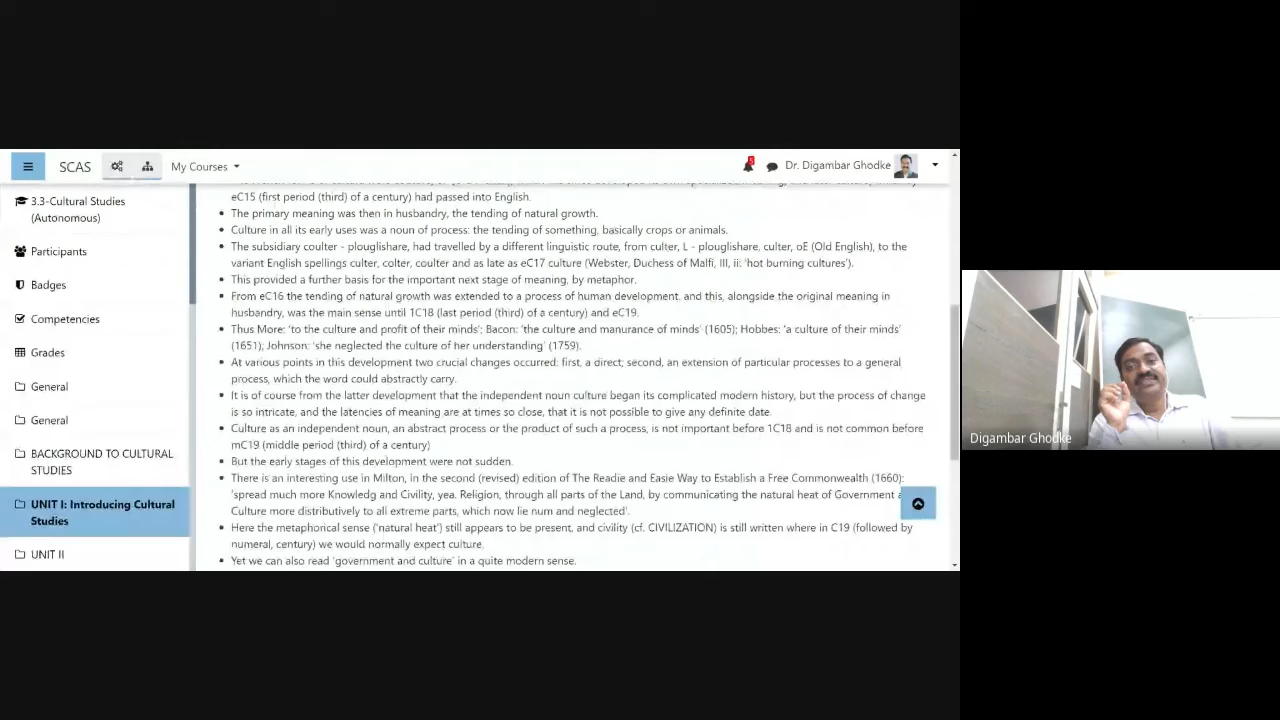 SCAS
My Courses
5
Dr. Digambar Ghodke
3.3-Cultural Studies
(Autonomous)
Participants
Badges
Competencies
Grades
General
General
BACKGROUND TO CULTURAL
STUDIES
UNIT I: Introducing Cultural
Studies
UNIT II
eC15 (first period (third) of a century) had passed into English.
The primary meaning was then in husbandry, the tending of natural growth.
Culture in all its early uses was a noun of process: the tending of something, basically crops or animals.
The subsidiary coulter - plouglishare, had travelled by a different linguistic route, from culter, L - plouglishare, culter, oE (Old English), to the
variant English spellings culter, colter, coulter and as late as eC17 culture (Webster, Duchess of Malfi, III, ii: 'hot burning cultures').
This provided a further basis for the important next stage of meaning, by metaphor.
From eC16 the tending of natural growth was extended to a process of human development, and this, alongside the original meaning in
husbandry, was the main sense until 1C18 (last period (third) of a century) and eC19.
Thus More: 'to the culture and profit of their minds'; Bacon: 'the culture and manurance of minds' (1605); Hobbes: 'a culture of their minds'
(1651); Johnson: 'she neglected the culture of her understanding' (1759).
At various points in this development two crucial changes occurred: first, a direct; second, an extension of particular processes to a general
process, which the word could abstractly carry.
It is of course from the latter development that the independent noun culture began its complicated modern history, but the process of change
is so intricate, and the latencies of meaning are at times so close, that it is not possible to give any definite date.
Culture as an independent noun, an abstract process or the product of such a process, is not important before 1C18 and is not common before
mC19 (middle period (third) of a century)
But the early stages of this development were not sudden.
There is an interesting use in Milton, in the second (revised) edition of The Readie and Easie Way to Establish a Free Commonwealth (1660):
'spread much more Knowledg and Civility, yea. Religion, through all parts of the Land, by communicating the natural heat of Government
Culture more distributively to all extreme parts, which now lie num and neglected'.
Here the metaphorical sense ('natural heat') still appears to be present, and civility (cf. CIVILIZATION) is still written where in C19 (followed by
numeral, century) we would normally expect culture.
Yet we can also read 'government and culture' in a quite modern sense.
Digambar Ghodke